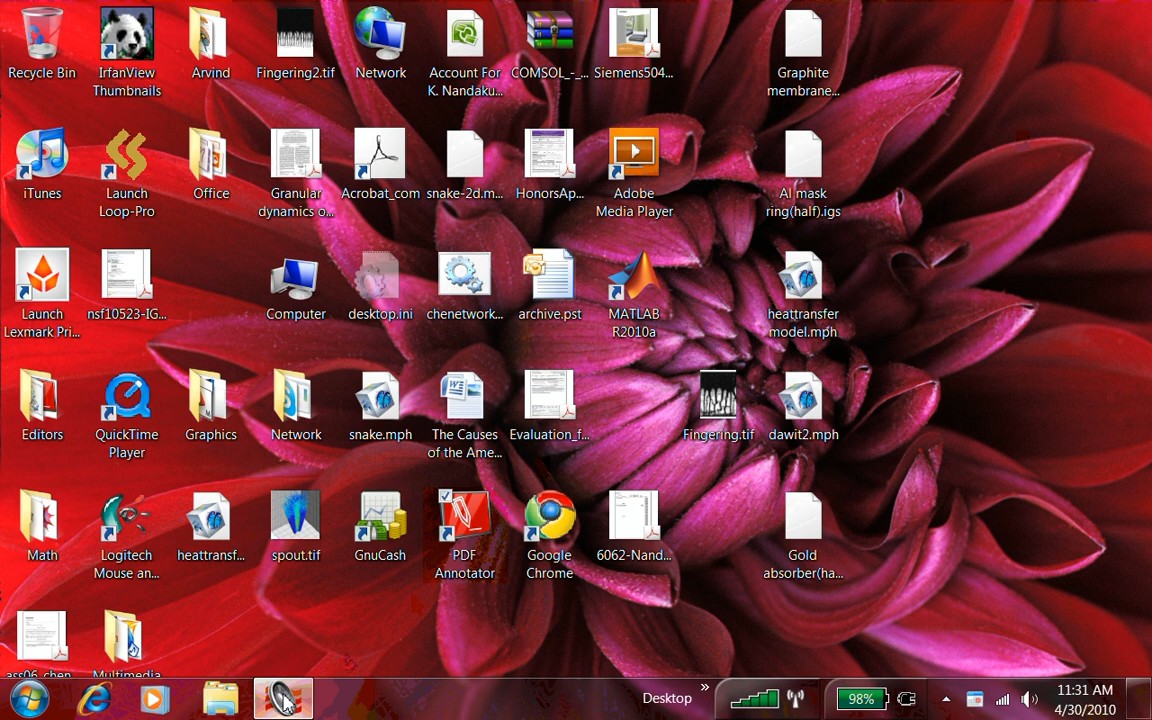 Recycle Bin
IrfanView
Thumbnails
Arvind
Fingering2.tif
Network
Account For
K. Nandaku...
COMSOL_-_...
Siemens504...
Graphite
membrane...
iTunes
Launch
Loop-Pro
Office
Granular
dynamics o...
Acrobat_com
snake-2d.m...
HonorsAp...
Adobe
Media Player
Al mask
ring(half).igs
Launch
Lexmark Pri...
nsf10523-IG...
Computer
desktop.ini
chenetwork...
archive.pst
MATLAB
R2010a
heattransfer
model.mph
Editors
QuickTime
Player
Graphics
Network
snake.mph
The Causes
of the Ame...
Evaluation_f...
Fingering.tif
dawit2.mph
Math
Logitech
Mouse an...
heattransf...
spout.tif
GnuCash
PDF
Annotator
Google
Chrome
6062-Nand...
Gold
absorber(ha...
ass06_chen
Multimedia
Desktop
98%
11:31 AM
4/30/2010